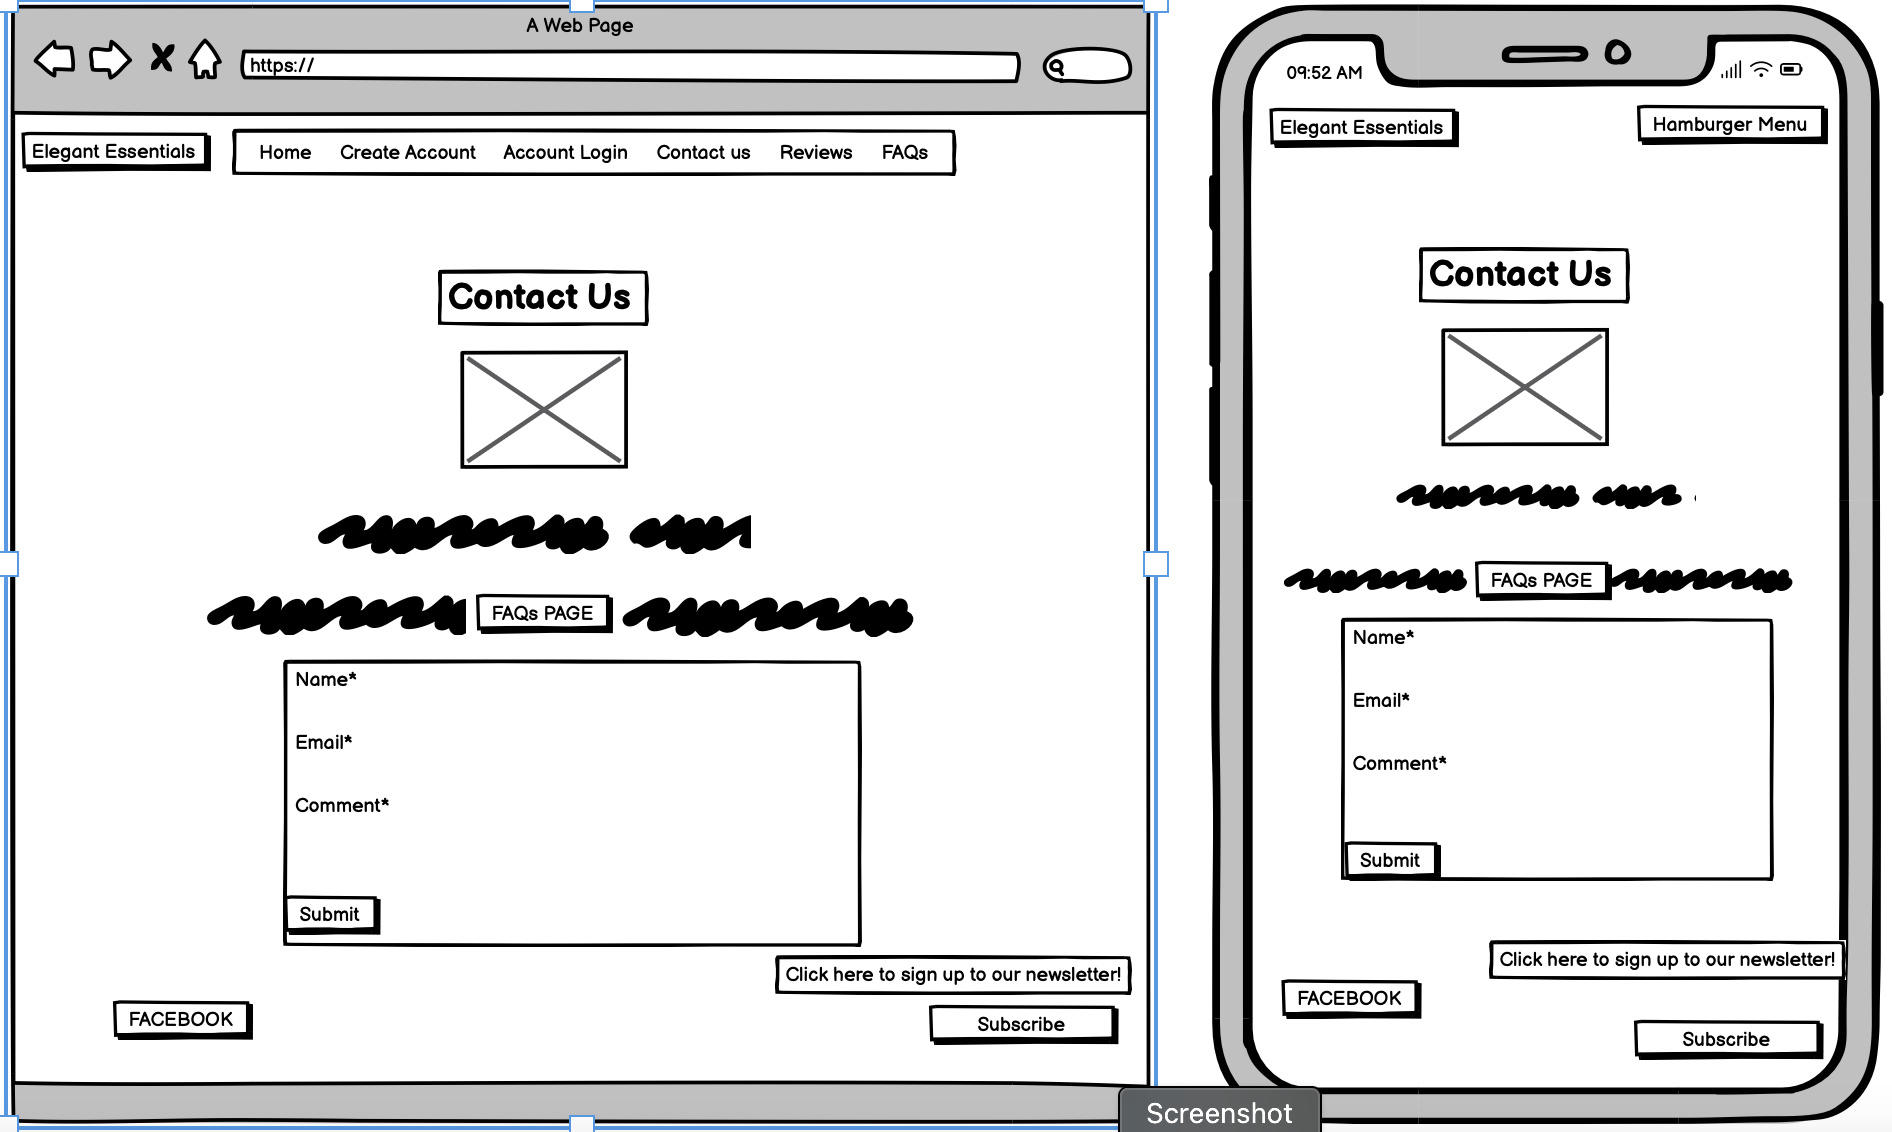 A Web Page
https://
Elegant Essentials
Home Create Account Account Login Contact us Reviews FAQs
Contact Us
FAQs PAGE
Name*
Email*
Comment*
Submit
Click here to sign up to our newsletter!
FACEBOOK
Subscribe
09:52 AM
Elegant Essentials
Hamburger Menu
Contact Us
FAQs PAGE
Name*
Email*
Comment*
Submit
Click here to sign up to our newsletter!
FACEBOOK
Subscribe
Screenshot